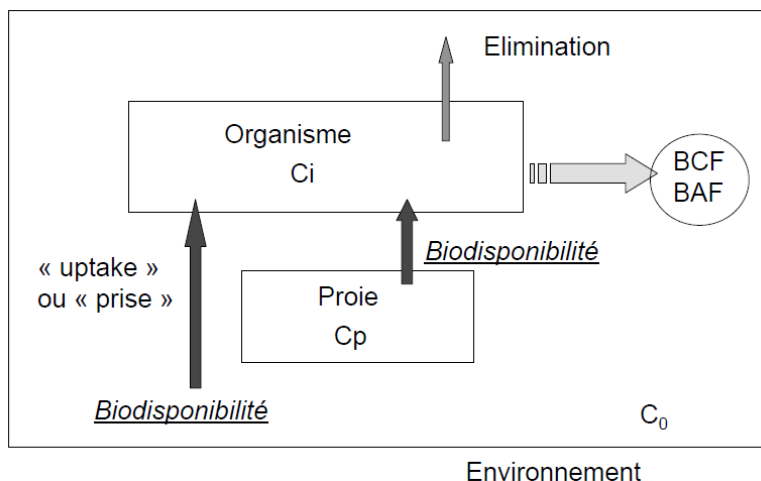 Elimination
Organisme
Ci
BCF
BAF
« uptake »
ou « prise »
Biodisponibilité
Proie
Cp
Biodisponibilité
C₀
Environnement